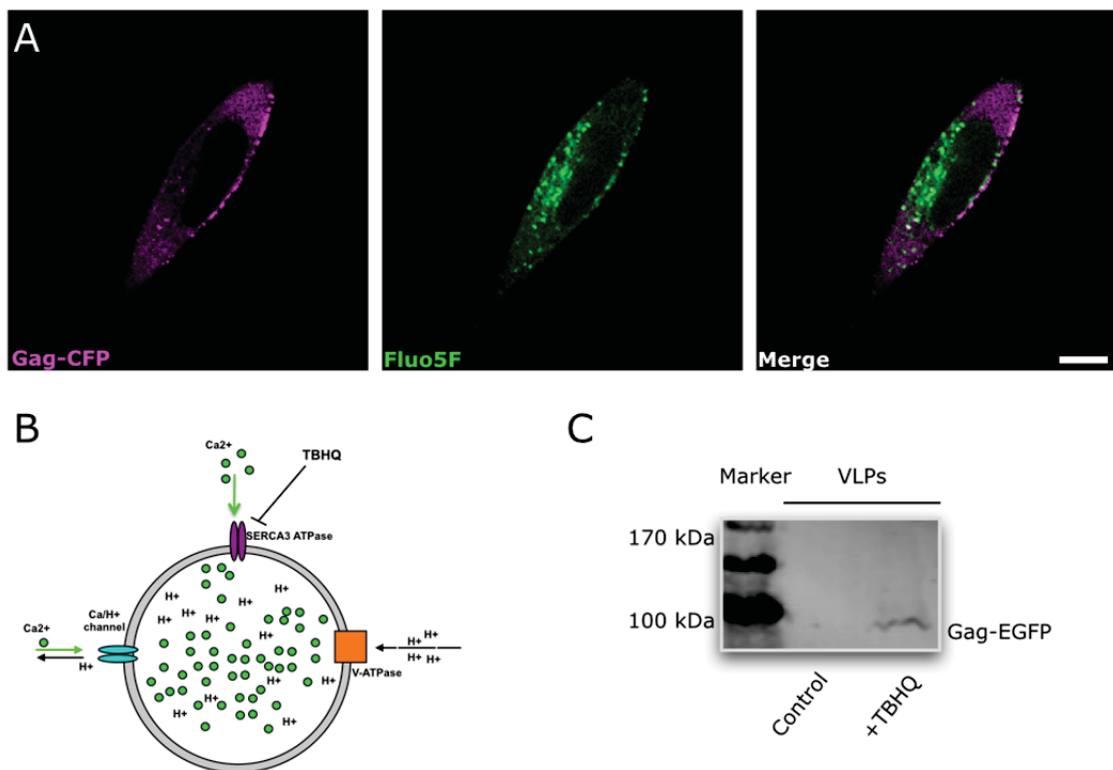 A
Gag-CFP
Fluo5F
Merge
B
Ca2+
TBHQ
SERCA3 ATPase
H+
H+
H+
H+
H+
H+
H+
Ca/H+
channel
Ca2+
H+
H+
H+
H+
H+
H+
H+
H+
V-ATPase
H+
H+
H+
H+
H+
C
Marker
VLPs
170 kDa
100 kDa
Gag-EGFP
Control
+TBHQ